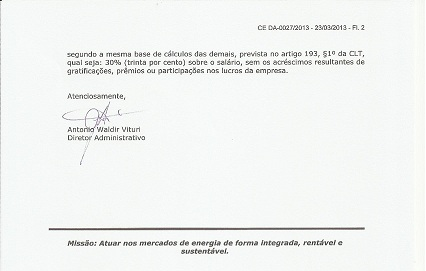 CE DA-0027/2013 - 23/03/2013 - Fl. 2
segundo a mesma base de cálculos das demais, prevista no artigo 193, §1º da CLT,
qual seja: 30% (trinta por cento) sobre o salário, sem os acréscimos resultantes de
gratificações, prêmios ou participações nos lucros da empresa.
Atenciosamente,
Antonio Waldir Vituri
Diretor Administrativo
Missão: Atuar nos mercados de energia de forma integrada, rentável e
sustentável.